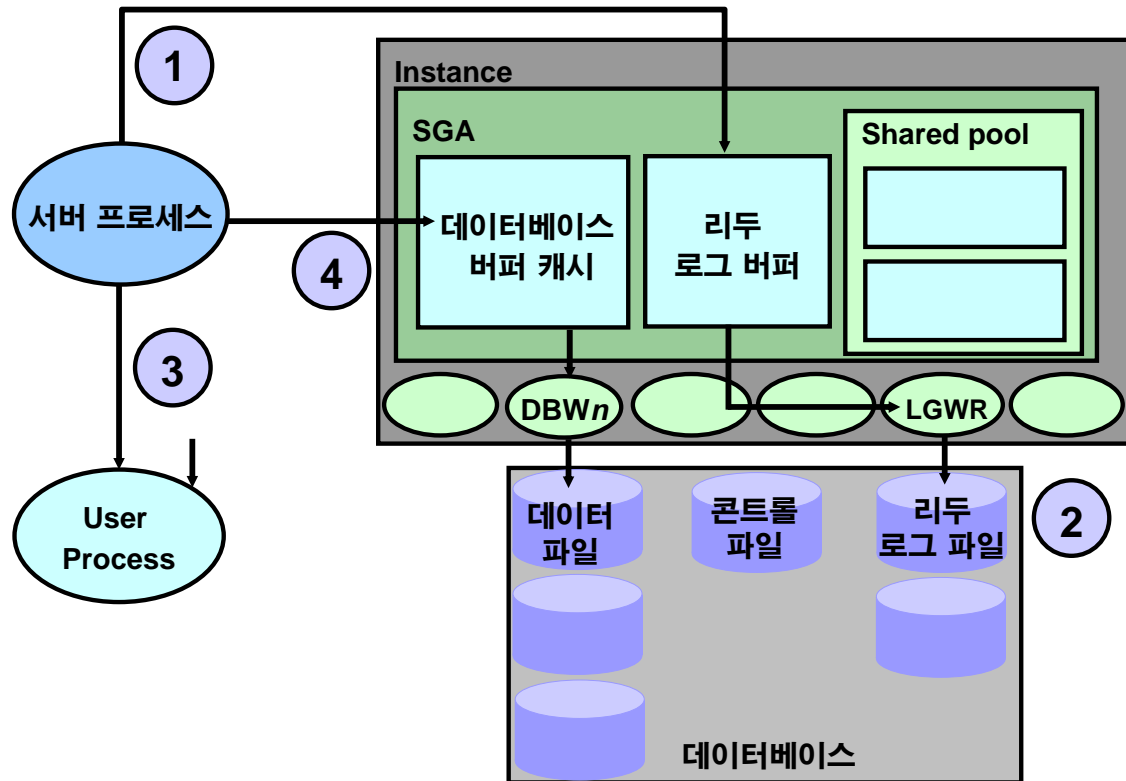 1
Instance
SGA
Shared pool
서버 프로세스
데이터베이스
버퍼 캐시
리두
로그 버퍼
4
3
DBWn
LGWR
User
Process
데이터
파일
콘트롤
파일
리두
로그 파일
2
데이터베이스